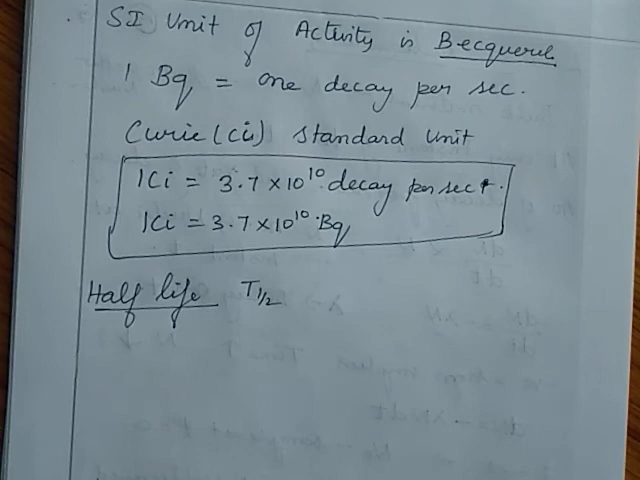 SI Unit of Activity is Becquerel
1 Bq = one decay per sec.
Curie (Ci) standard unit
1Ci = 3.7 × 10¹⁰ decay per sec.
1Ci = 3.7 × 10¹⁰ Bq
Half life T1/2